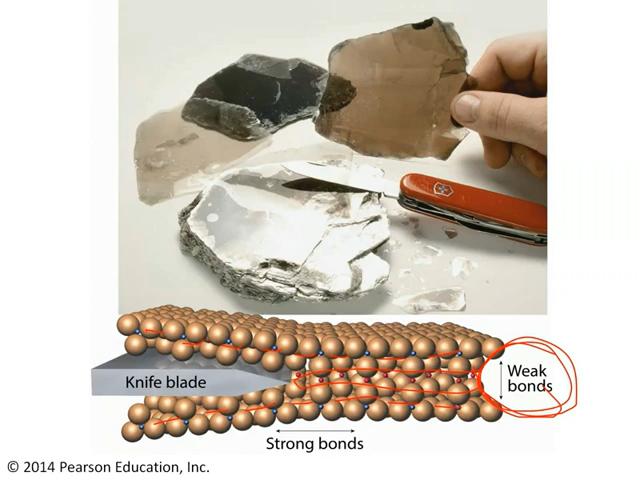 Knife blade
Weak
bonds
Strong bonds
© 2014 Pearson Education, Inc.